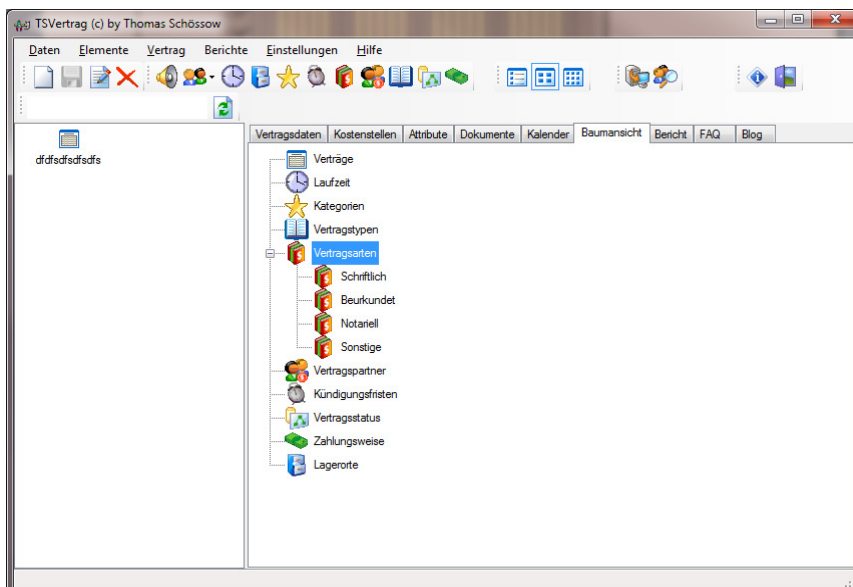 TSVertrag (c) by Thomas Schössow
Daten Elemente Vertrag Berichte Einstellungen Hilfe
dfdfsdfsdfsdfs
Vertragsdaten Kostenstellen Attribute Dokumente Kalender Baumansicht Bericht FAQ Blog
Verträge
Laufzeit
Kategorien
Vertragstypen
Vertragsarten
Schriftlich
Beurkundet
Notariell
Sonstige
Vertragspartner
Kündigungsfristen
Vertragsstatus
Zahlungsweise
Lagerorte